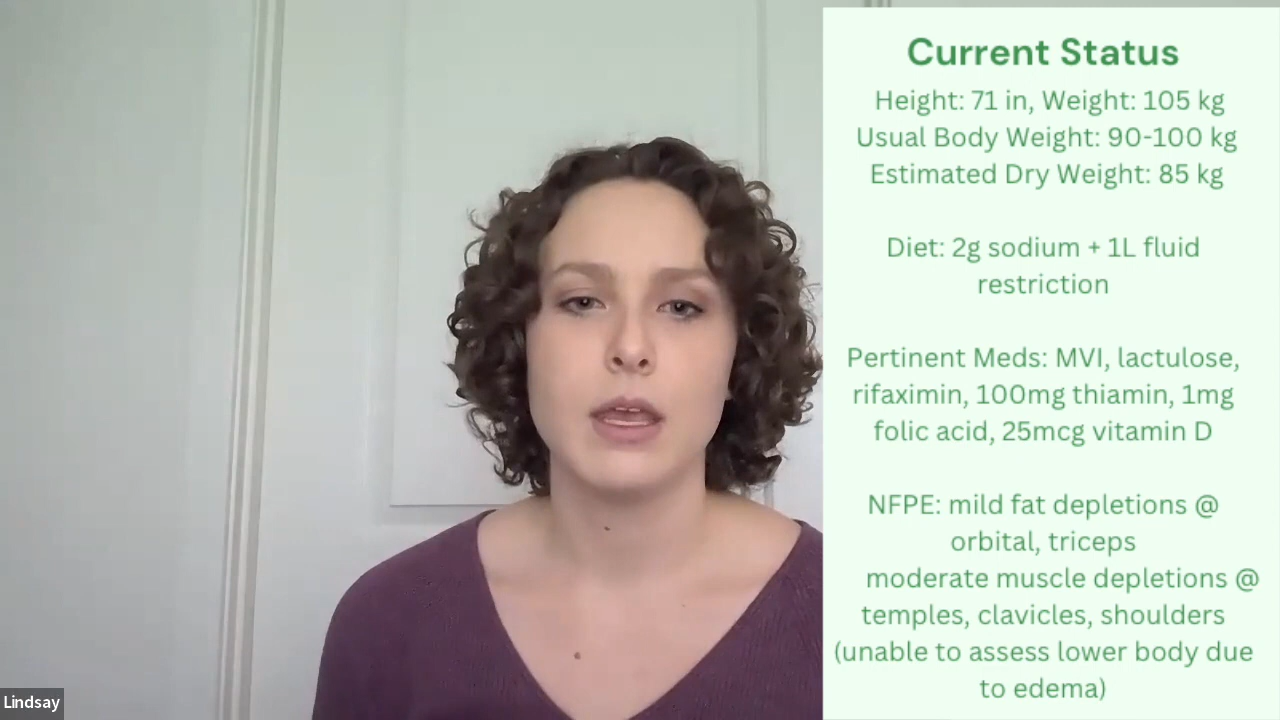 Current Status
Height: 71 in, Weight: 105 kg
Usual Body Weight: 90-100 kg
Estimated Dry Weight: 85 kg
Diet: 2g sodium + 1L fluid
restriction
Pertinent Meds: MVI, lactulose,
rifaximin, 100mg thiamin, 1mg
folic acid, 25mcg vitamin D
NFPE: mild fat depletions @
orbital, triceps
moderate muscle depletions @
temples, clavicles, shoulders
(unable to assess lower body due
to edema)
Lindsay